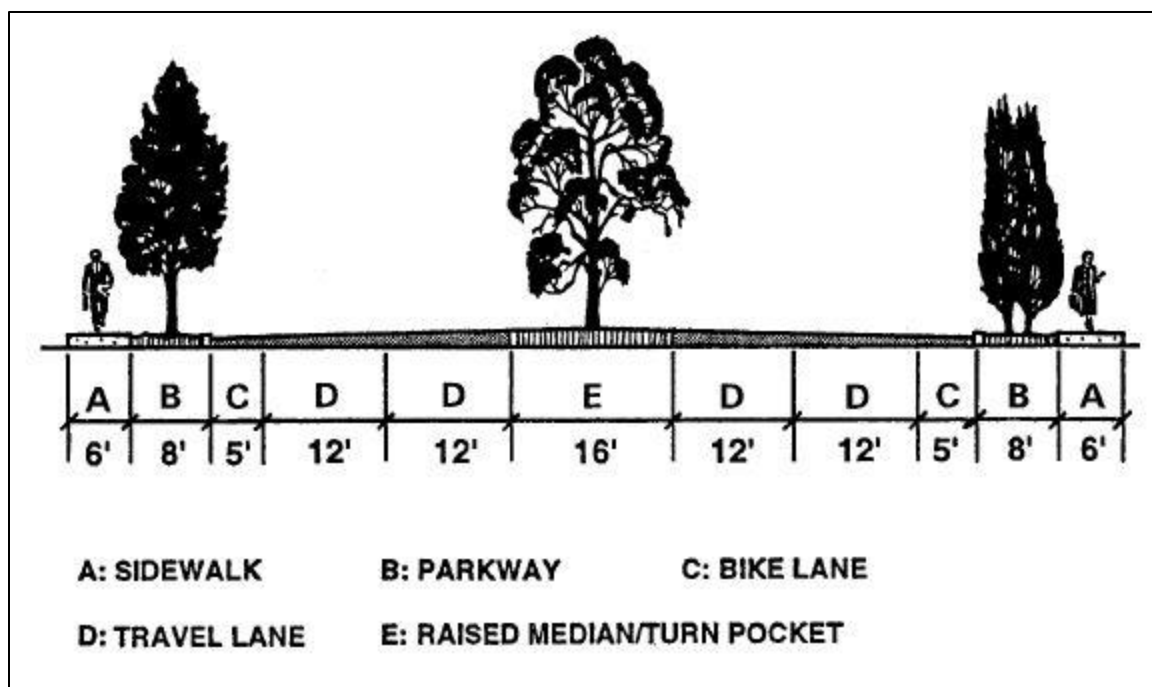 A B C D D E D D C B A
6' 8' 5' 12' 12' 16' 12' 12' 5' 8' 6'
A: SIDEWALK B: PARKWAY C: BIKE LANE
D: TRAVEL LANE E: RAISED MEDIAN/TURN POCKET